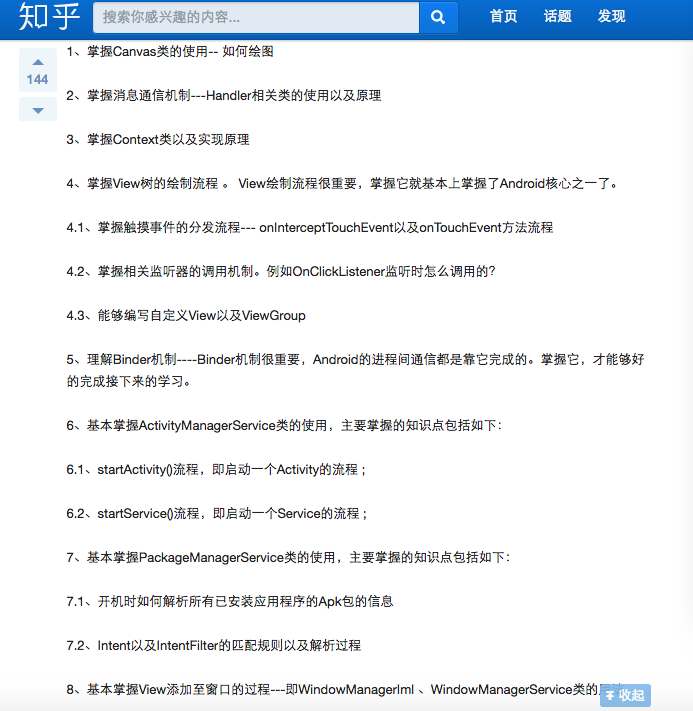 知乎 搜索你感兴趣的内容... 首页 话题 发现
1、掌握Canvas类的使用-- 如何绘图
144
2、掌握消息通信机制---Handler相关类的使用以及原理
3、掌握Context类以及实现原理
4、掌握View树的绘制流程 。 View绘制流程很重要，掌握它就基本上掌握了Android核心之一了。
4.1、掌握触摸事件的分发流程--- onInterceptTouchEvent以及onTouchEvent方法流程
4.2、掌握相关监听器的调用机制。例如OnClickListener监听时怎么调用的?
4.3、能够编写自定义View以及ViewGroup
5、理解Binder机制----Binder机制很重要，Android的进程间通信都是靠它完成的。掌握它，才能够好
的完成接下来的学习。
6、基本掌握ActivityManagerService类的使用，主要掌握的知识点包括如下：
6.1、startActivity()流程，即启动一个Activity的流程 ;
6.2、startService()流程，即启动一个Service的流程 ;
7、基本掌握PackageManagerService类的使用，主要掌握的知识点包括如下：
7.1、开机时如何解析所有已安装应用程序的Apk包的信息
7.2、Intent以及IntentFilter的匹配规则以及解析过程
8、基本掌握View添加至窗口的过程---即WindowManagerIml 、WindowManagerService类的
收起